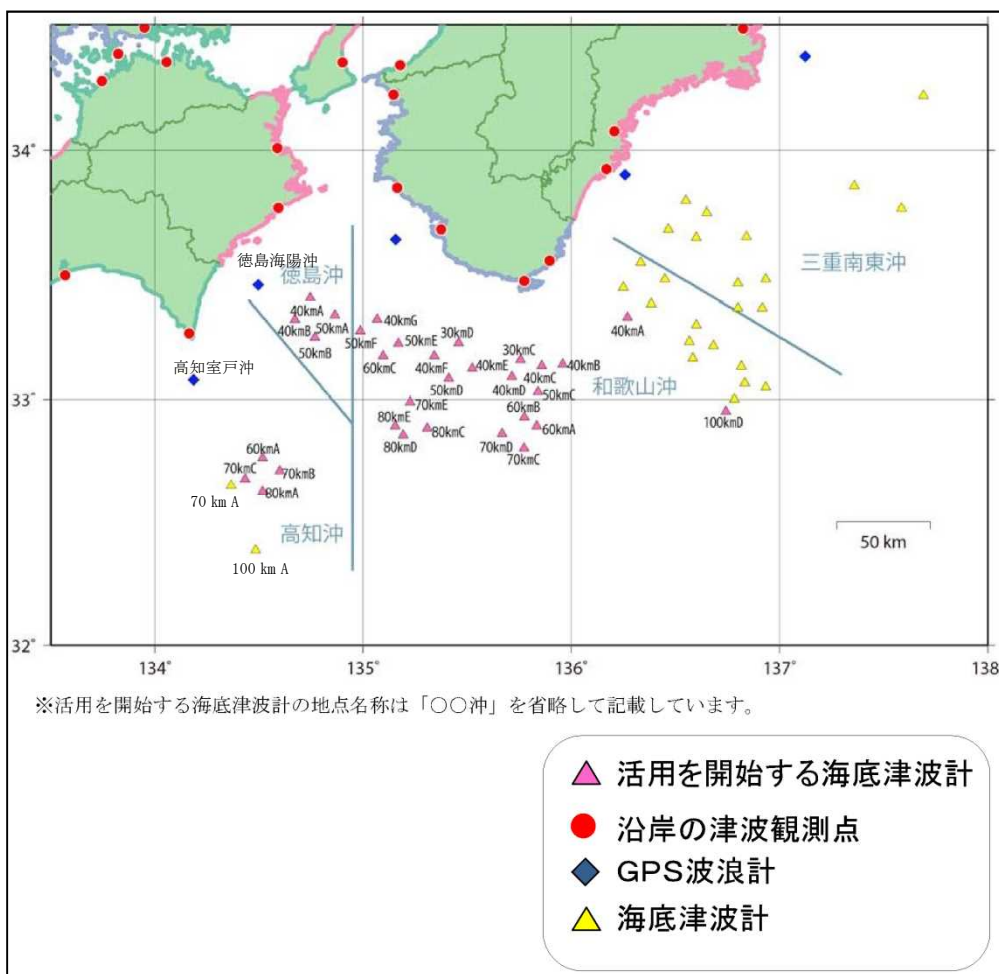 34°
33°
32°
134°
135°
136°
137°
138
徳島海陽沖
徳島沖
三重南東沖
高知室戸沖
和歌山沖
高知沖
40kmA
40kmB
50kmA
50kmB
40kmG
50kmF
50kmE
30kmD
60kmC
40kmF
40kmE
50kmD
30kmC
40kmB
40kmC
40kmD
50kmC
70kmE
60kmB
60kmA
80kmE
80kmC
80kmD
70kmD
70kmC
40kmA
100kmD
60kmA
70kmC
70kmB
80kmA
70 km A
100 km A
50 km
※活用を開始する海底津波計の地点名称は「○○沖」を省略して記載しています。
活用を開始する海底津波計
沿岸の津波観測点
GPS波浪計
海底津波計